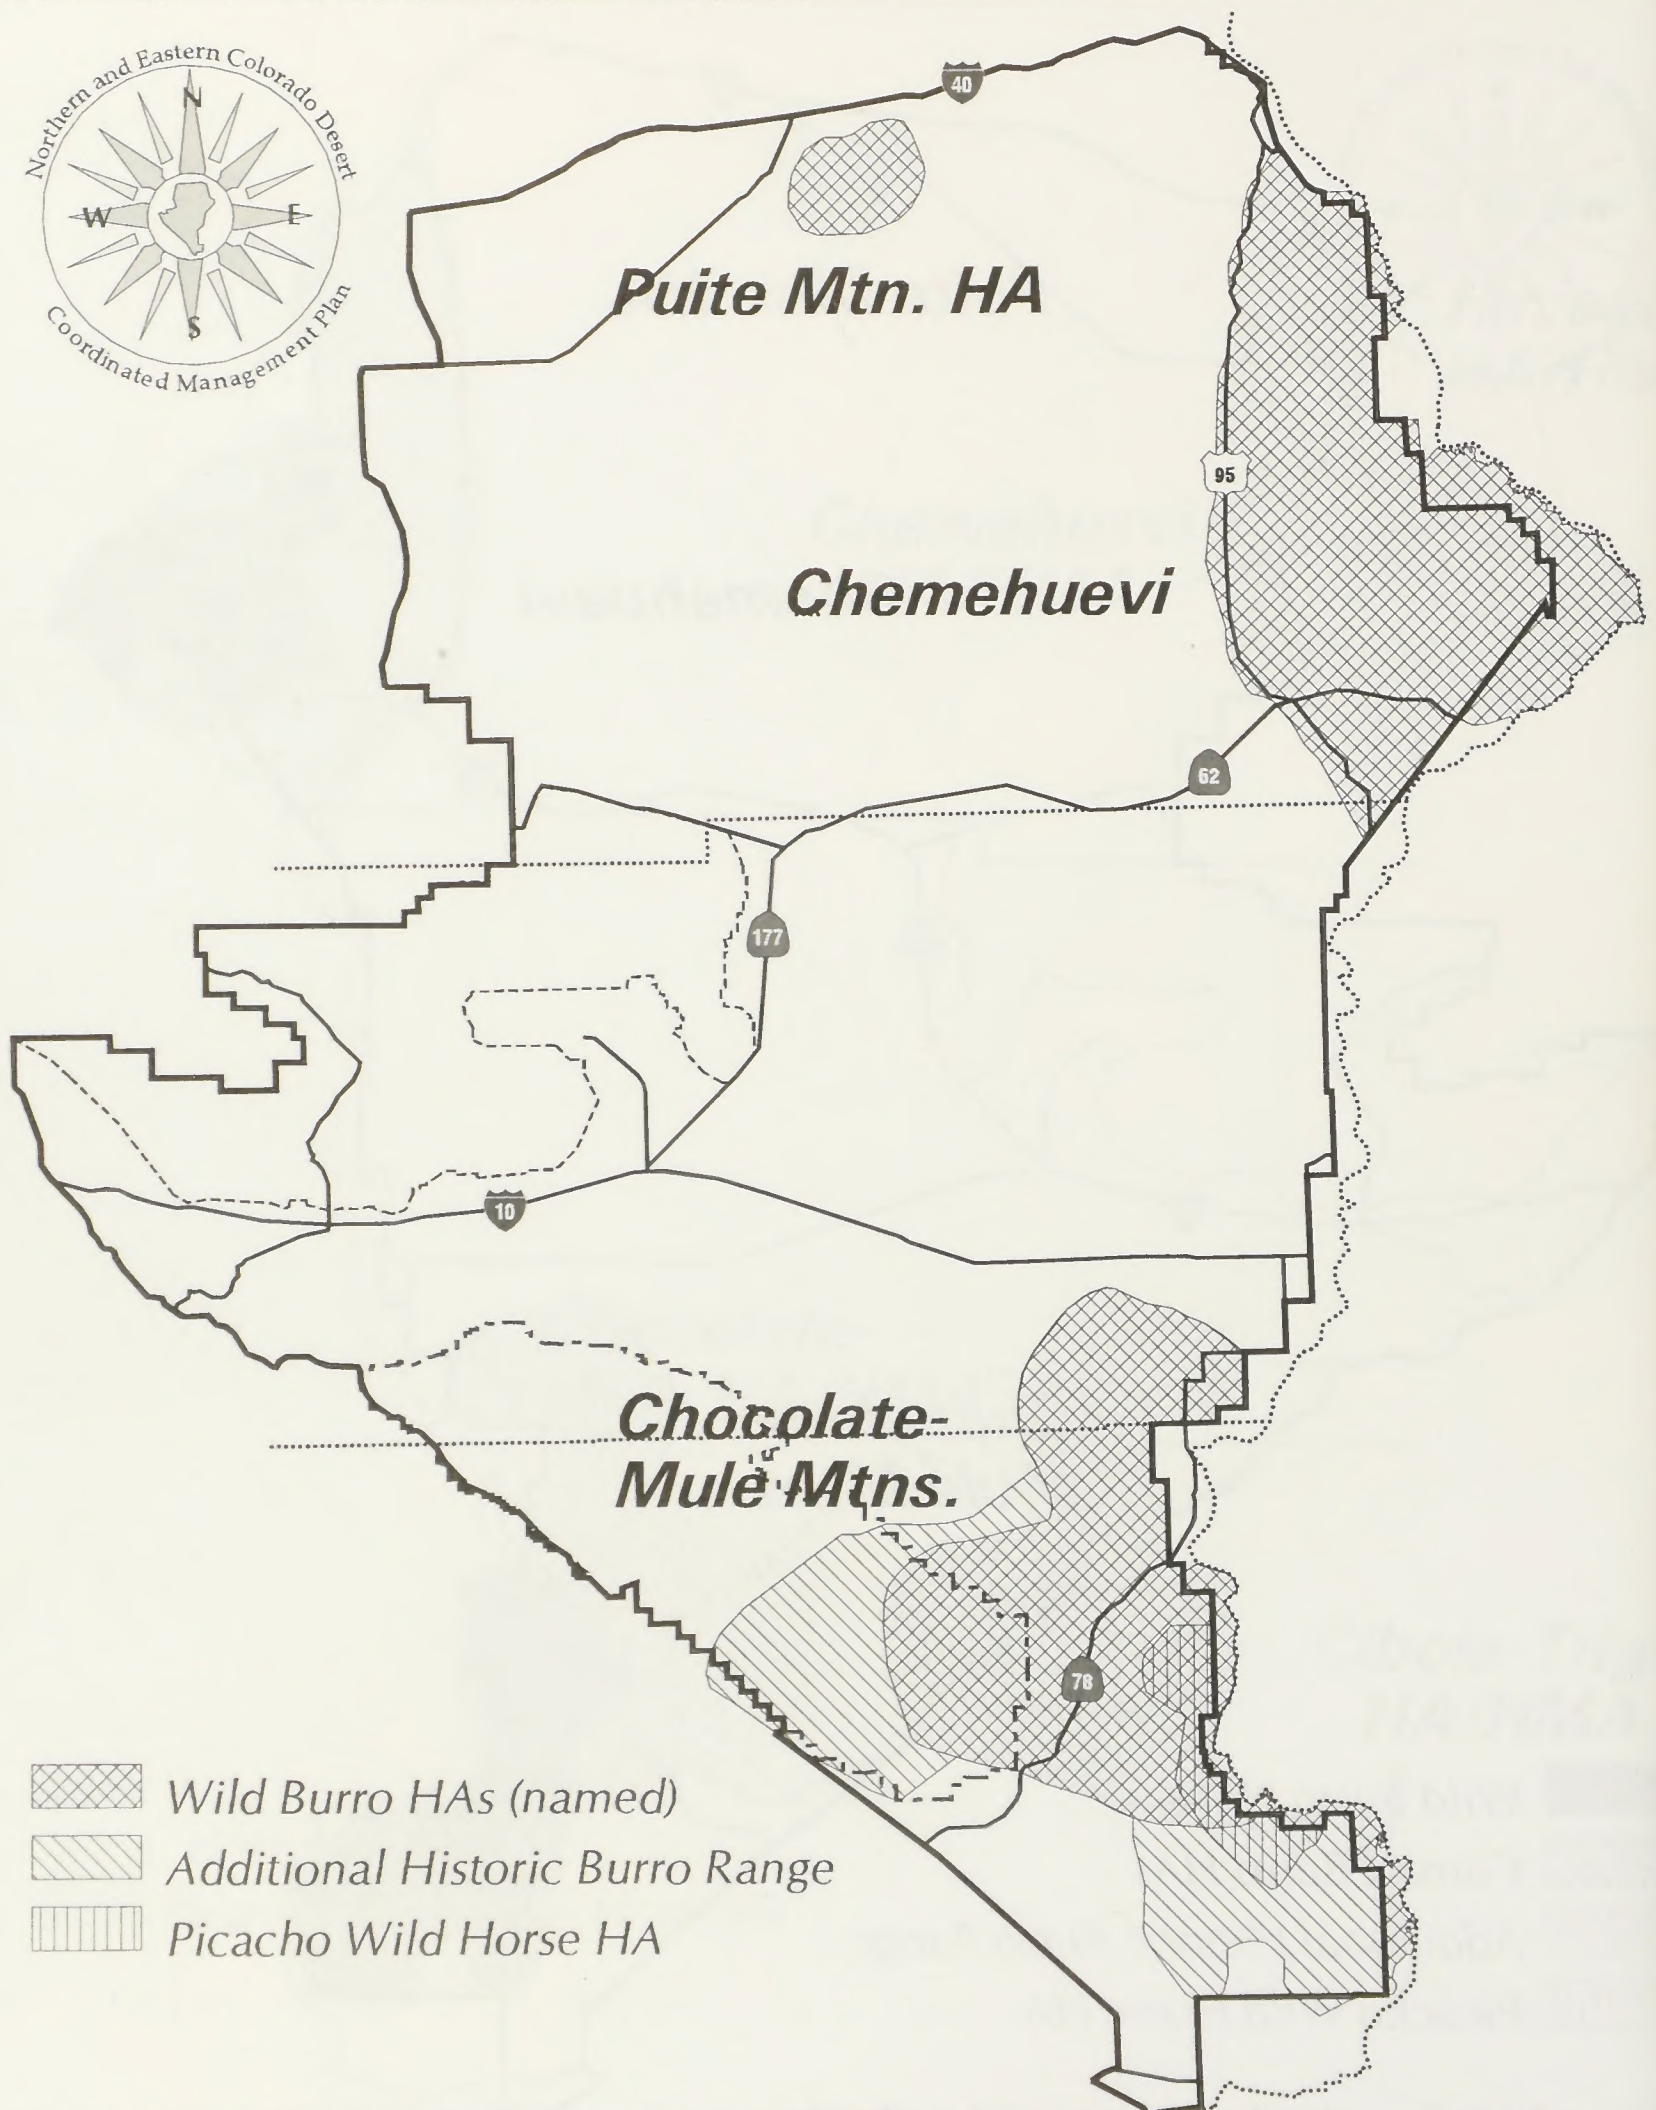 Northern and Eastern Colorado Desert
N
W
E
S
Coordinated Management Plan
40
Puite Mtn. HA
95
Chemehuevi
62
177
10
Chocolate-
Mule Mtns.
78
Wild Burro HAs (named)
Additional Historic Burro Range
Picacho Wild Horse HA